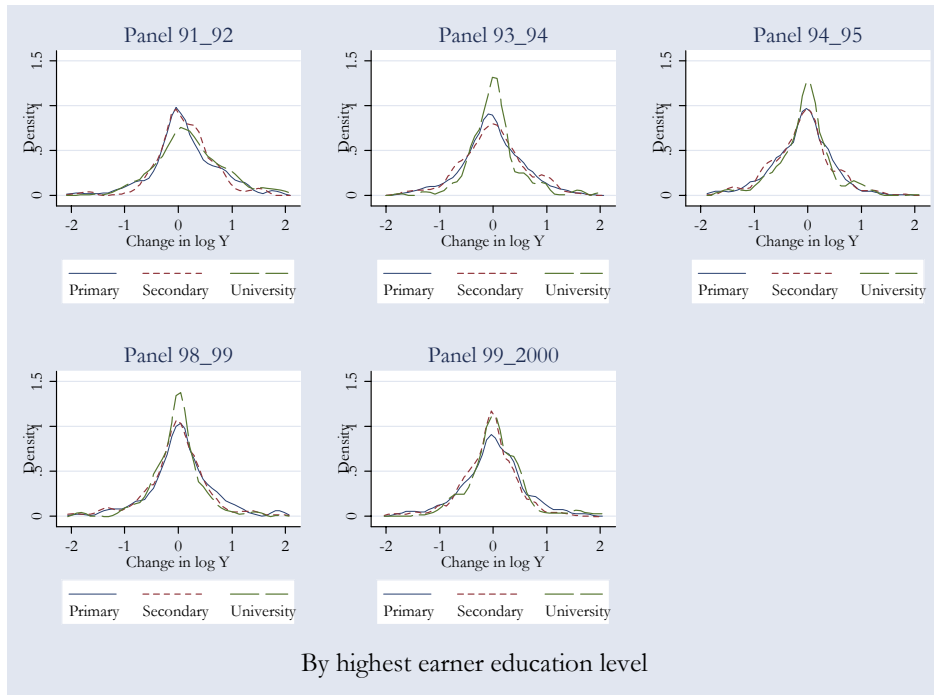 Panel 91_92
Density
0 .5 1 1.5
-2 -1 0 1 2
Change in log Y
Primary Secondary University
Panel 93_94
Density
0 .5 1 1.5
-2 -1 0 1 2
Change in log Y
Primary Secondary University
Panel 94_95
Density
0 .5 1 1.5
-2 -1 0 1 2
Change in log Y
Primary Secondary University
Panel 98_99
Density
0 .5 1 1.5
-2 -1 0 1 2
Change in log Y
Primary Secondary University
Panel 99_2000
Density
0 .5 1 1.5
-2 -1 0 1 2
Change in log Y
Primary Secondary University
By highest earner education level